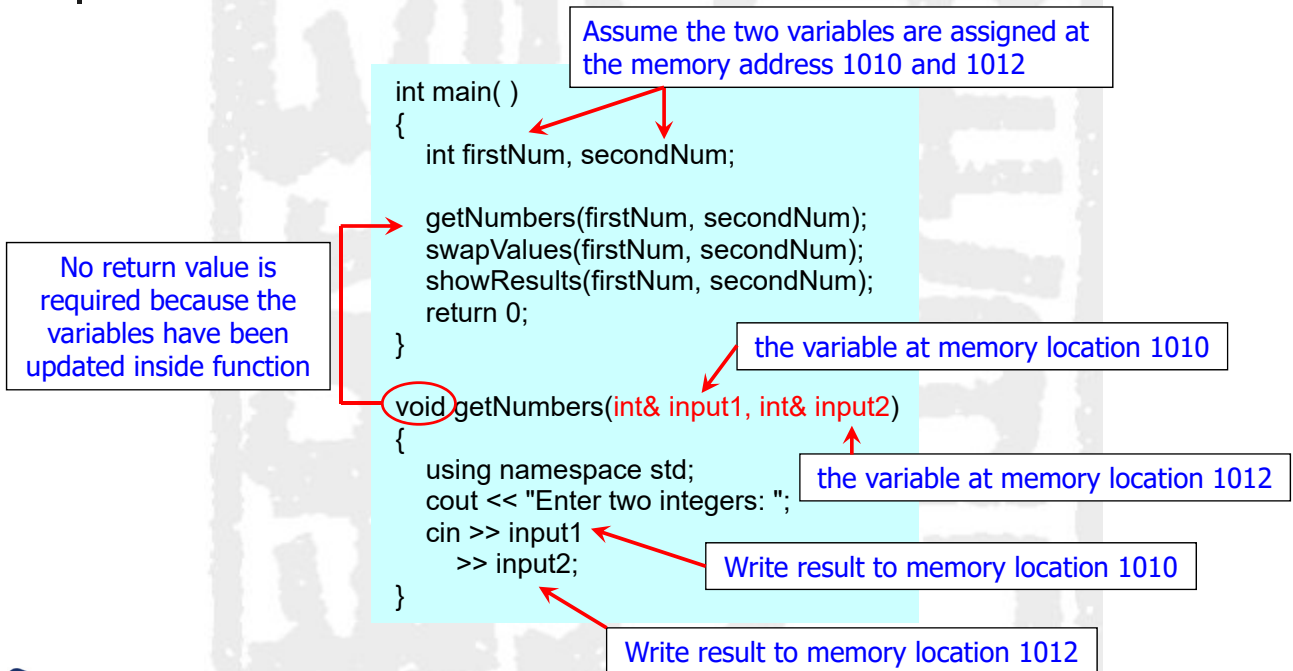 Assume the two variables are assigned at
the memory address 1010 and 1012
int main( )
{
int firstNum, secondNum;
getNumbers(firstNum, secondNum);
swapValues(firstNum, secondNum);
showResults(firstNum, secondNum);
return 0;
}
No return value is
required because the
variables have been
updated inside function
the variable at memory location 1010
void getNumbers(int& input1, int& input2)
{
using namespace std;
the variable at memory location 1012
cout << "Enter two integers: ";
cin >> input1
>> input2;
}
Write result to memory location 1010
Write result to memory location 1012